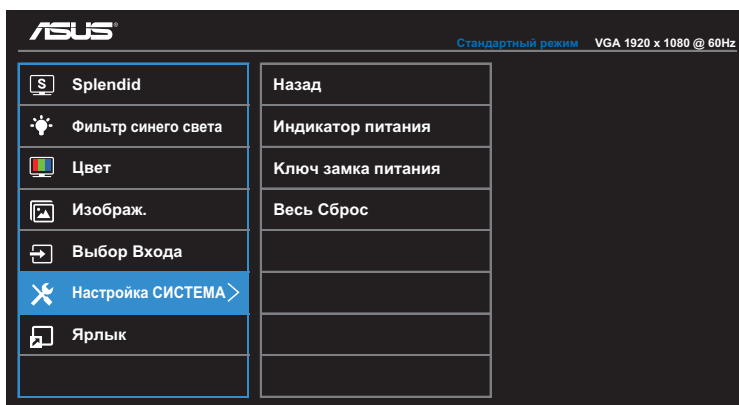 ASUS®
Стандартный режим VGA 1920 x 1080 @ 60Hz
S Splendid
Фильтр синего света
Цвет
Изображ.
Выбор Входа
Настройка СИСТЕМА
Ярлык
Назад
Индикатор питания
Ключ замка питания
Весь Сброс